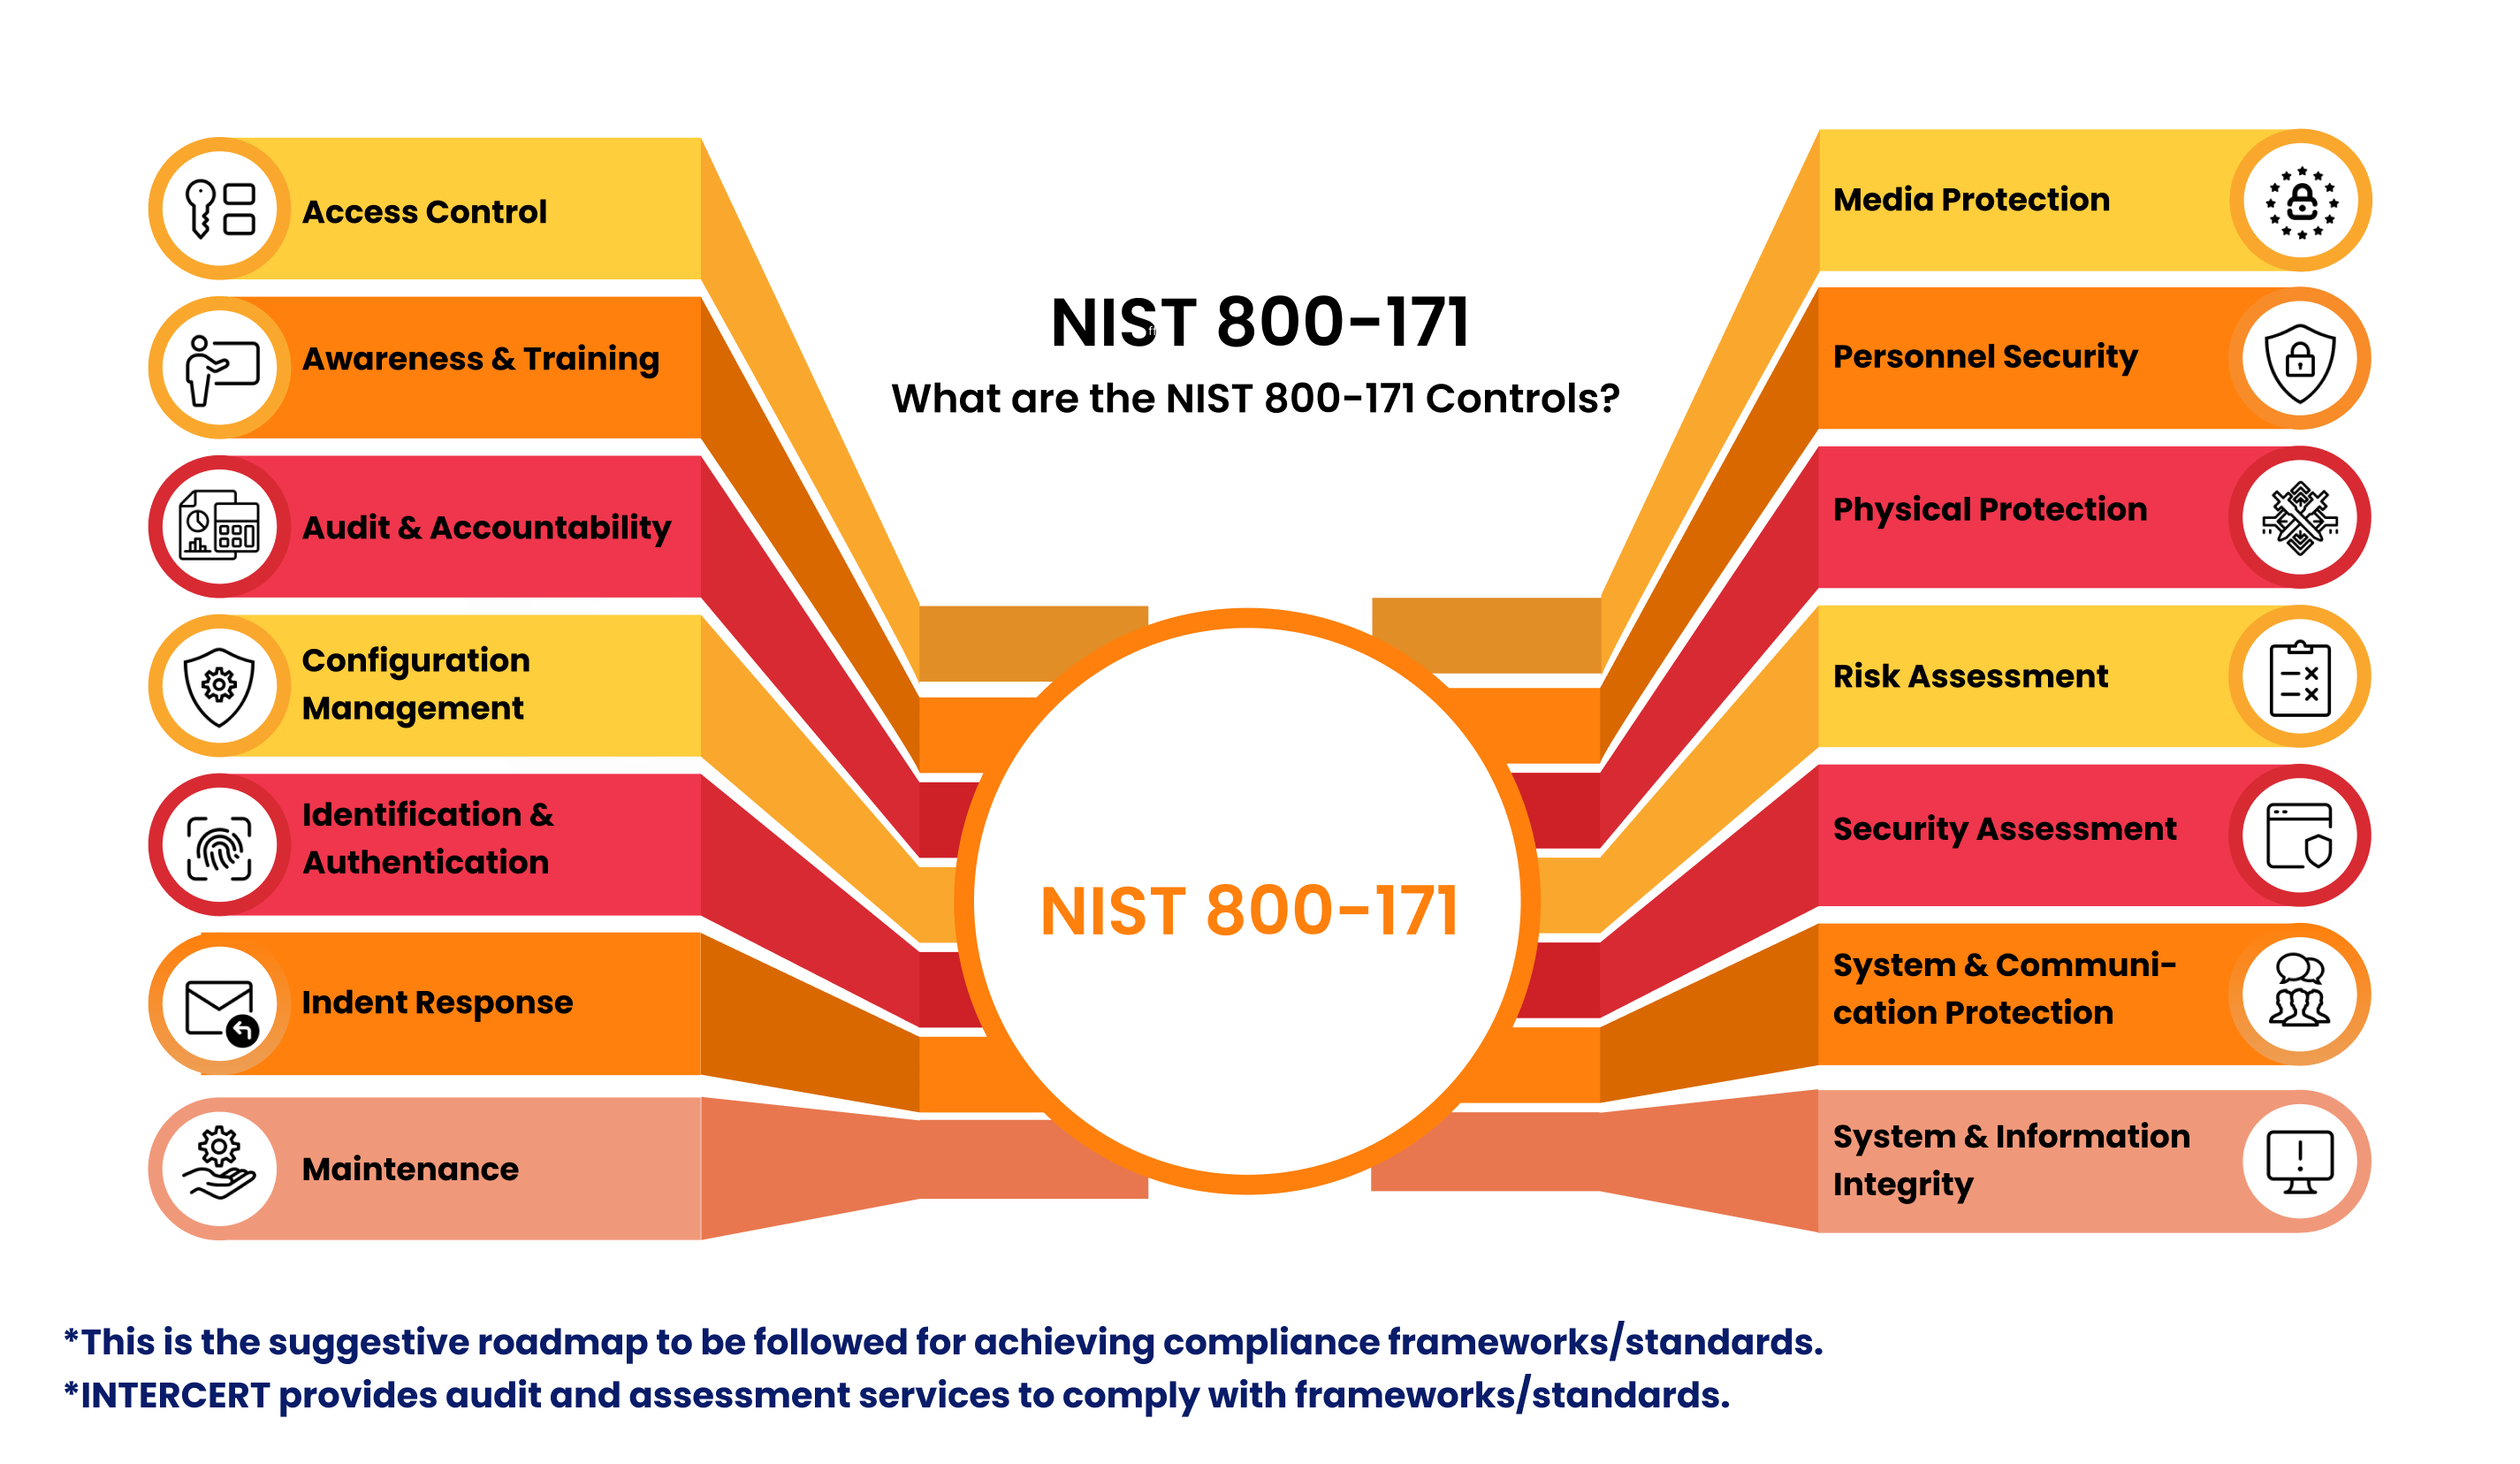 NIST 800-171
What are the NIST 800-171 Controls?
Access Control
Awareness & Training
Audit & Accountability
Configuration
Management
Identification &
Authentication
Indent Response
Maintenance
NIST 800-171
Media Protection
Personnel Security
Physical Protection
Risk Assessment
Security Assessment
System & Communi-
cation Protection
System & Information
Integrity
*This is the suggestive roadmap to be followed for achieving compliance frameworks/standards.
*INTERCERT provides audit and assessment services to comply with frameworks/standards.